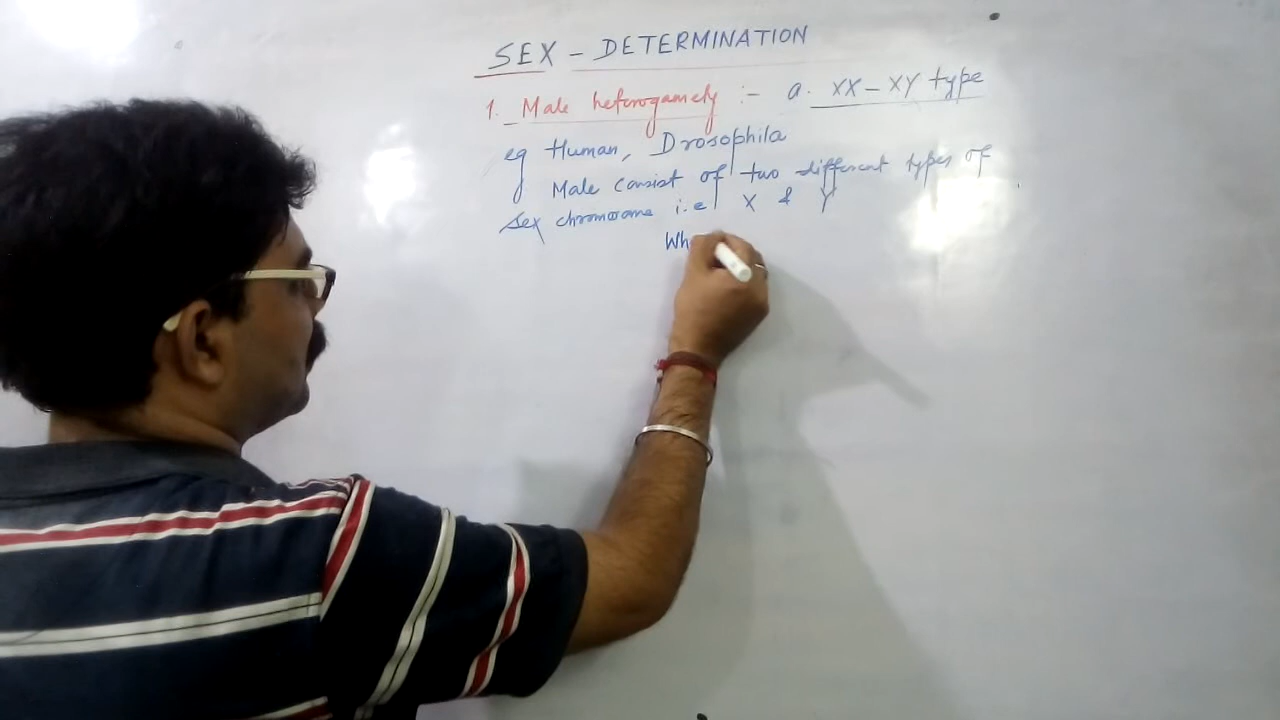 SEX - DETERMINATION
1. Male heterogamety :- a. XX - XY type
eg Human, Drosophila
Male consist of two different types of
sex chromosome i.e X & Y
Wh